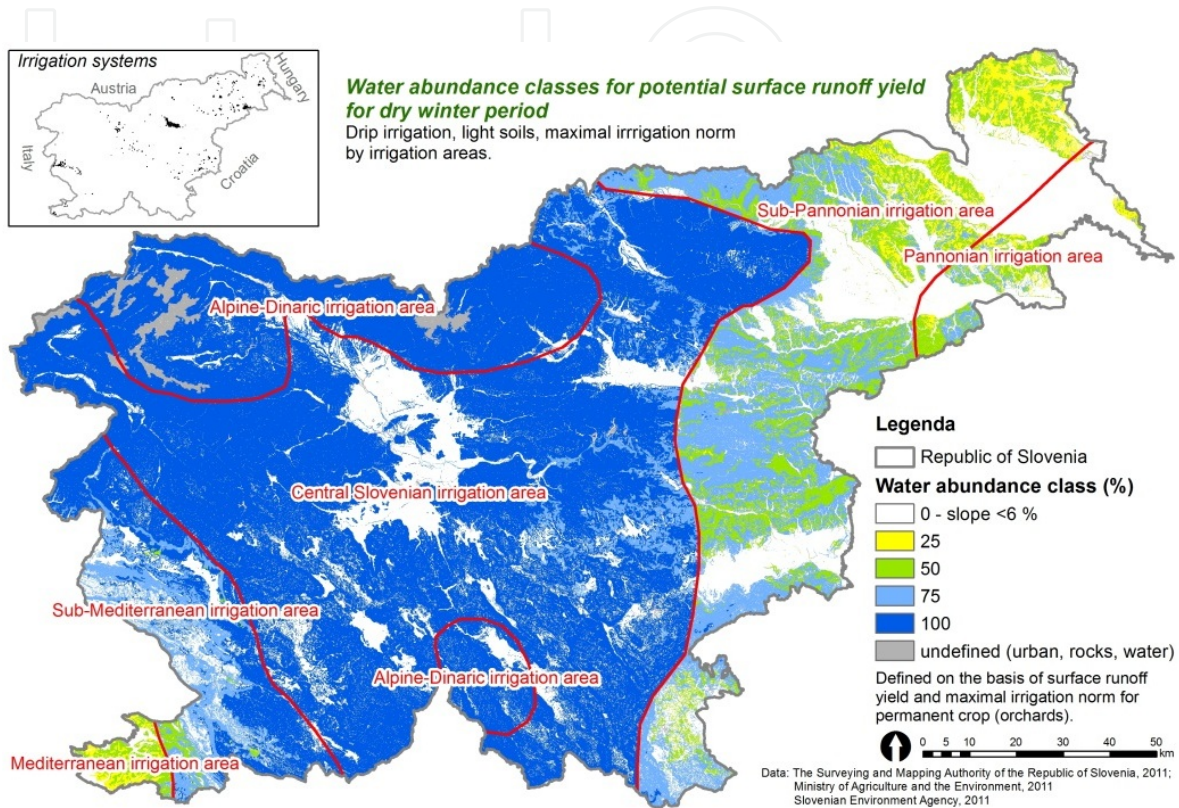 Irrigation systems
Austria
Hungary
Italy
Croatia
Water abundance classes for potential surface runoff yield
for dry winter period
Drip irrigation, light soils, maximal irrrigation norm
by irrigation areas.
Sub-Pannonian irrigation area
Pannonian irrigation area
Alpine-Dinaric irrigation area
Central Slovenian irrigation area
Sub-Mediterranean irrigation area
Alpine-Dinaric irrigation area
Mediterranean irrigation area
Legenda
Republic of Slovenia
Water abundance class (%)
0 - slope <6 %
25
50
75
100
undefined (urban, rocks, water)
Defined on the basis of surface runoff
yield and maximal irrigation norm for
permanent crop (orchards).
0 5 10 20 30 40 50
km
Data: The Surveying and Mapping Authority of the Republic of Slovenia, 2011;
Ministry of Agriculture and the Environment, 2011
Slovenian Environment Agency, 2011